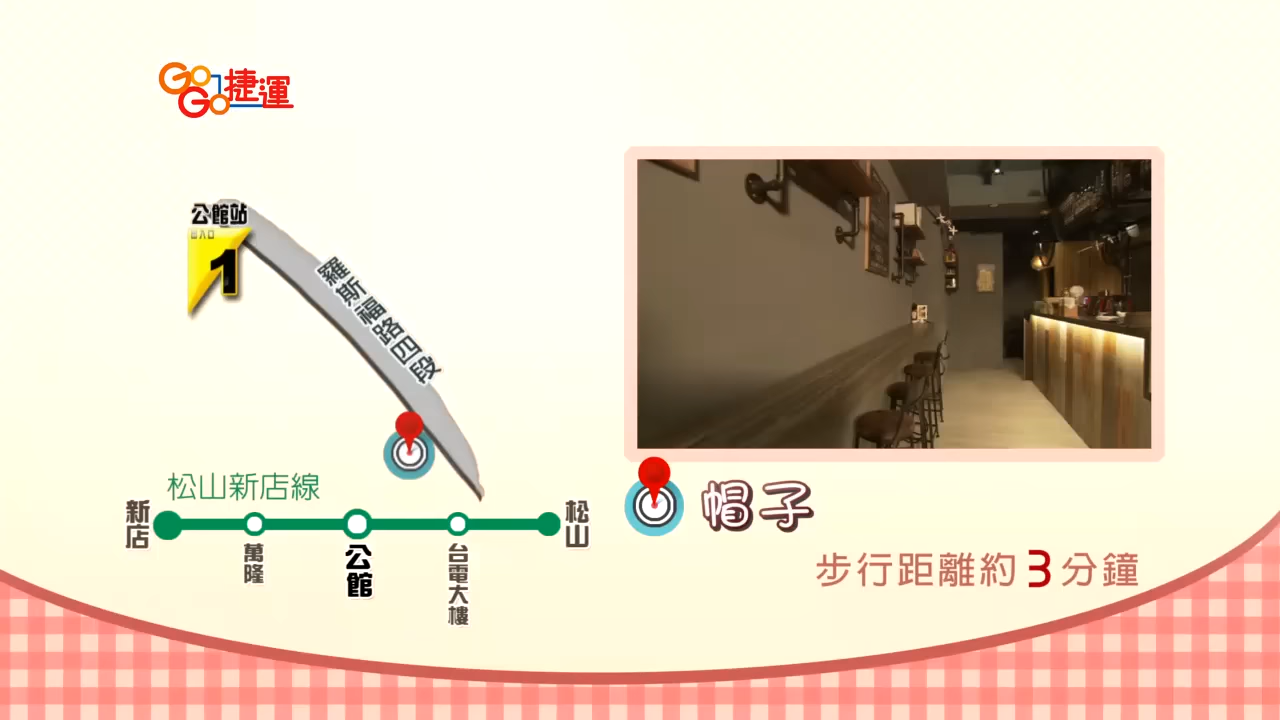 GoGo捷運
公館站
出入口
1
羅斯福路四段
松山新店線
新店
萬隆
公館
台電大樓
松山
帽子
步行距離約3分鐘